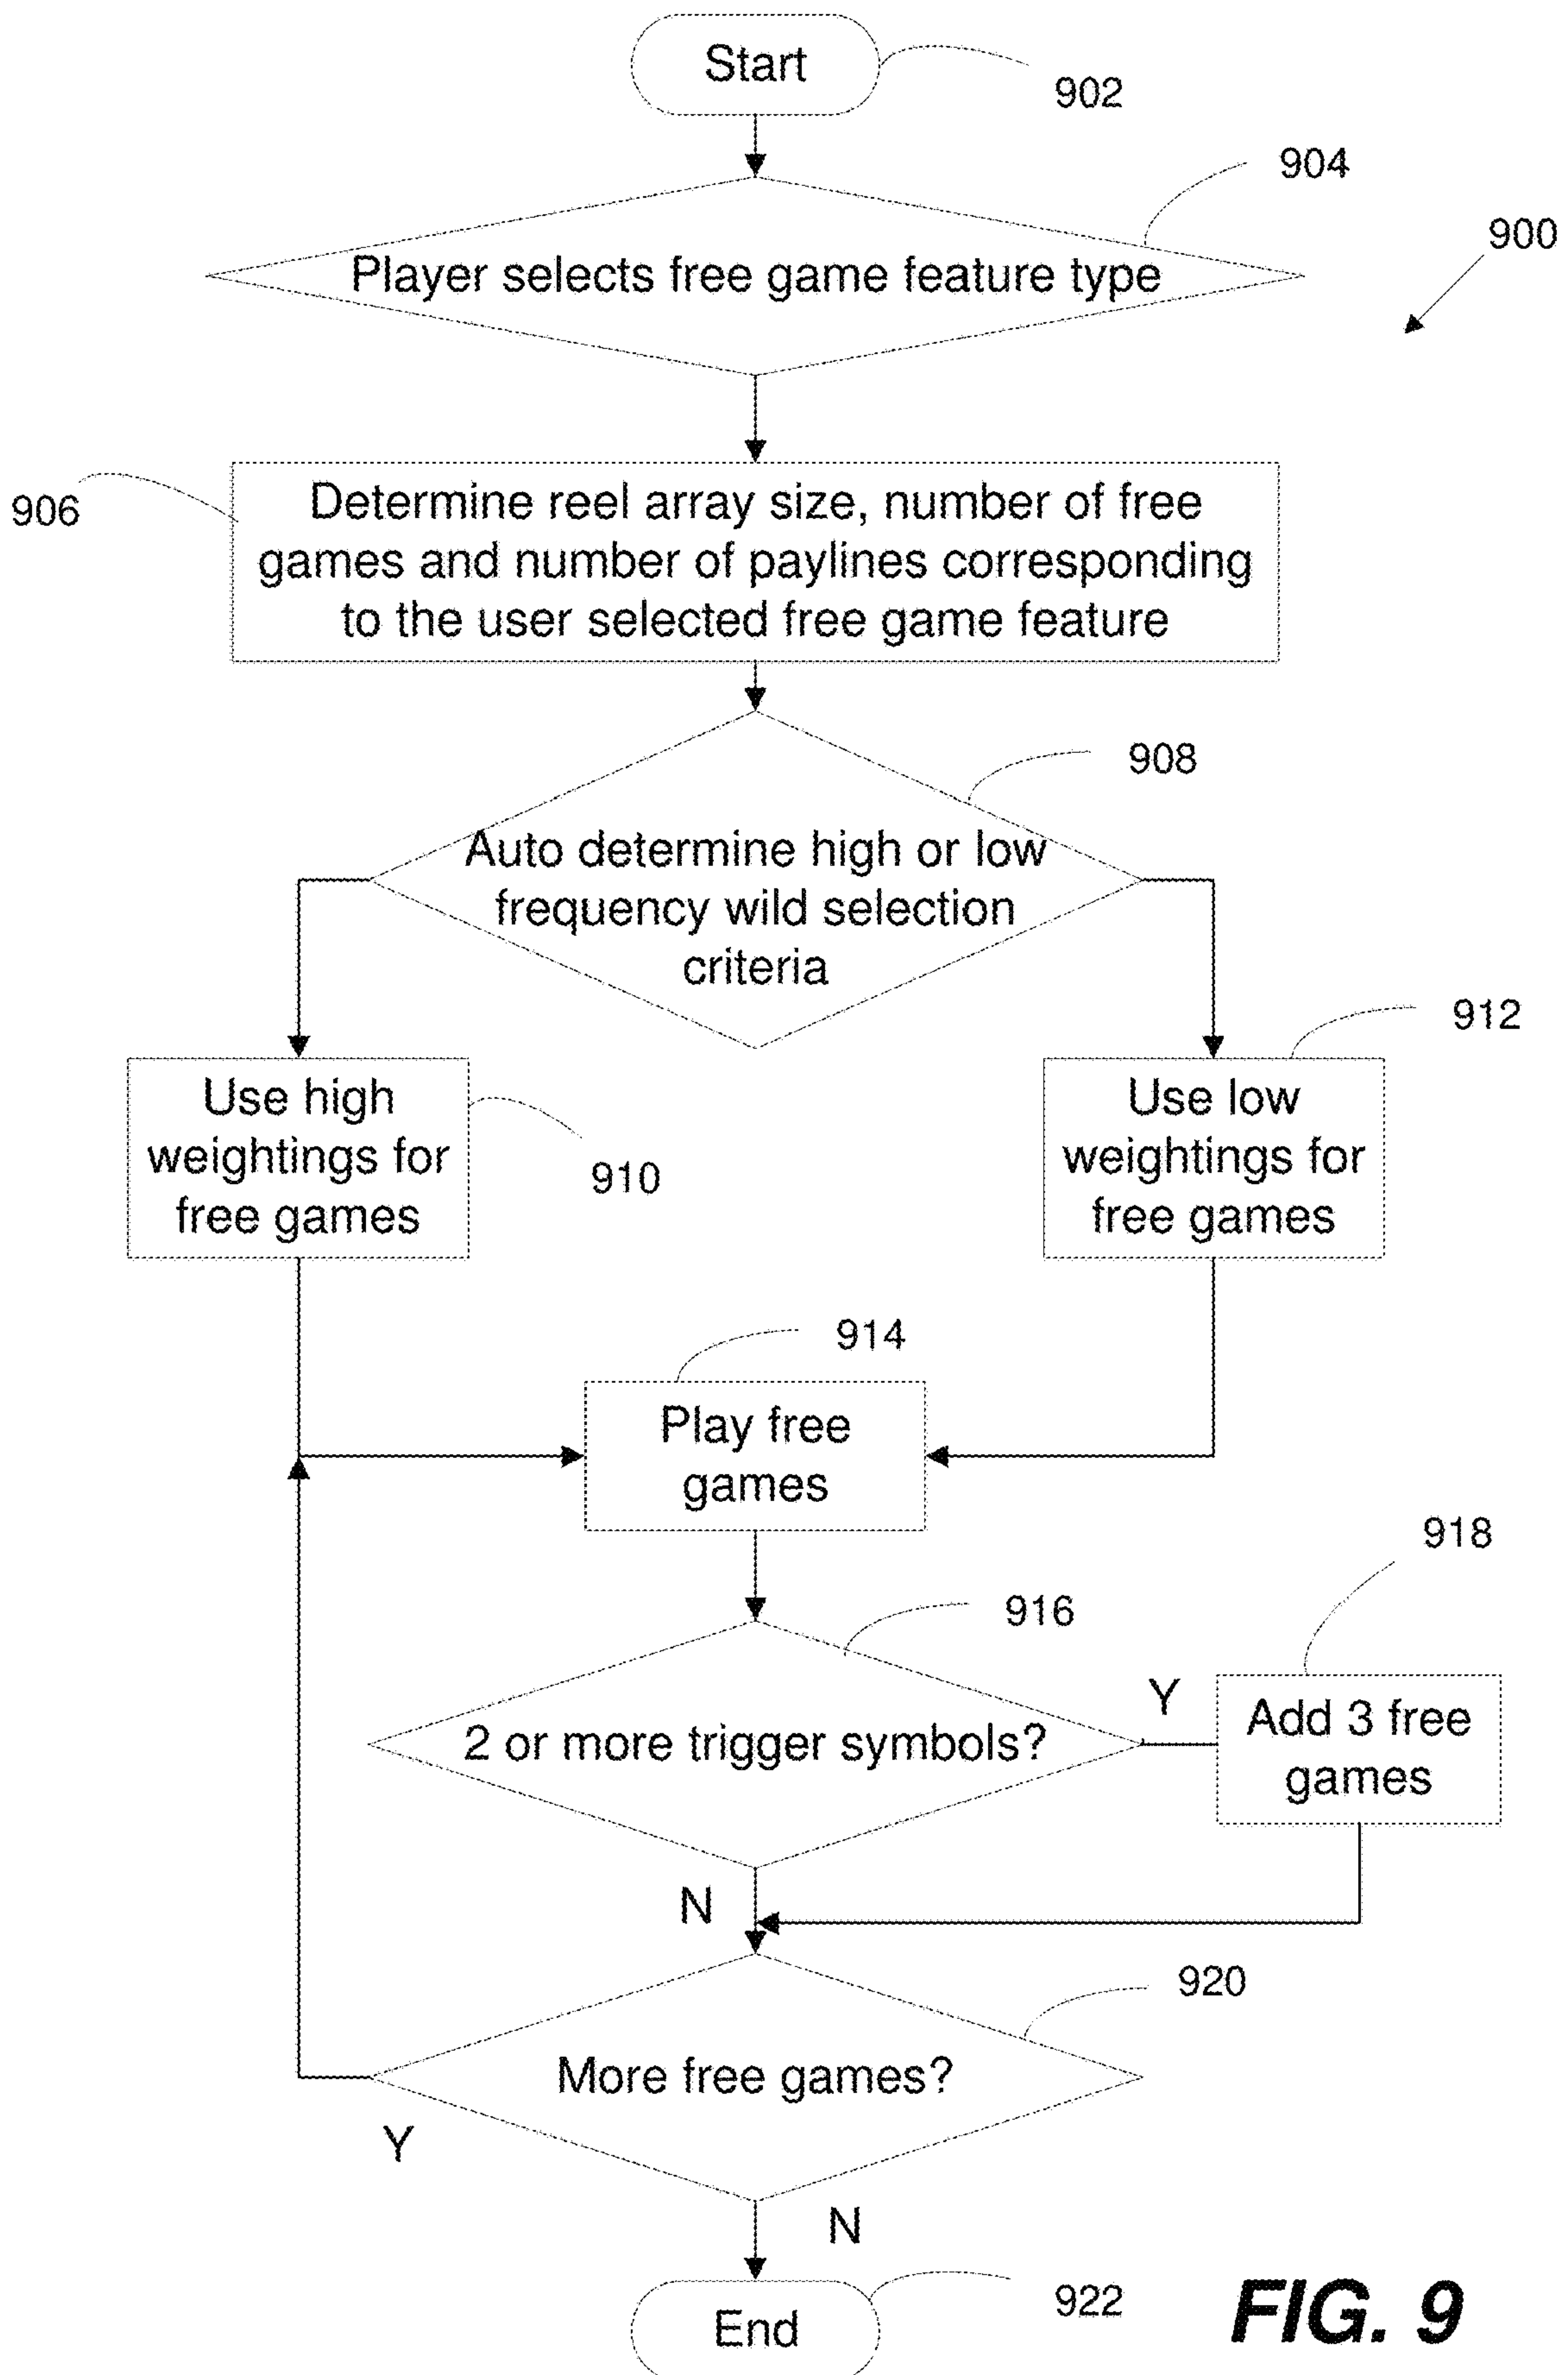 Start
902
904
Player selects free game feature type
900
906
Determine reel array size, number of free
games and number of paylines corresponding
to the user selected free game feature
908
Auto determine high or low
frequency wild selection
criteria
Use high
weightings for
free games
910
912
Use low
weightings for
free games
914
Play free
games
916
2 or more trigger symbols?
Y
918
Add 3 free
games
N
920
More free games?
Y
N
End
922
FIG. 9